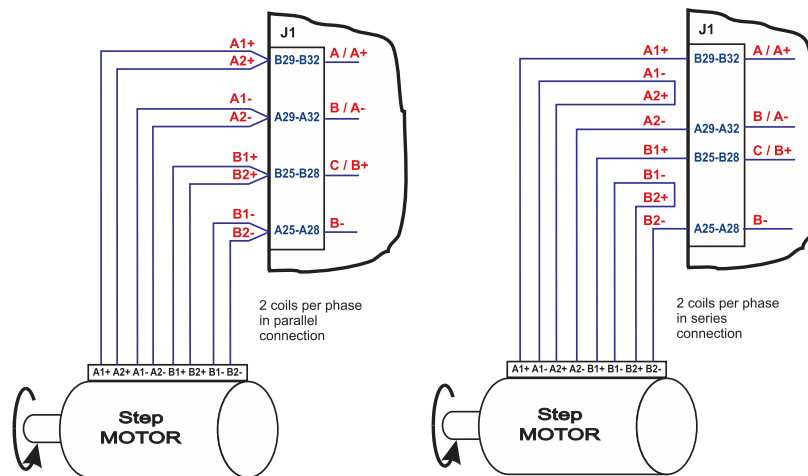 J1
A1+
A2+
B29-B32
A / A+
A1-
A2-
A29-A32
B / A-
B1+
B2+
B25-B28
C / B+
B1-
B2-
A25-A28
B-
2 coils per phase
in parallel
connection
A1+ A2+ A1- A2- B1+ B2+ B1- B2-
Step
MOTOR
J1
A1+
B29-B32
A / A+
A1-
A2+
A2-
A29-A32
B / A-
B1+
B25-B28
C / B+
B1-
B2+
B2-
A25-A28
B-
2 coils per phase
in series
connection
A1+ A1- A2+ A2- B1+ B1- B2+ B2-
Step
MOTOR